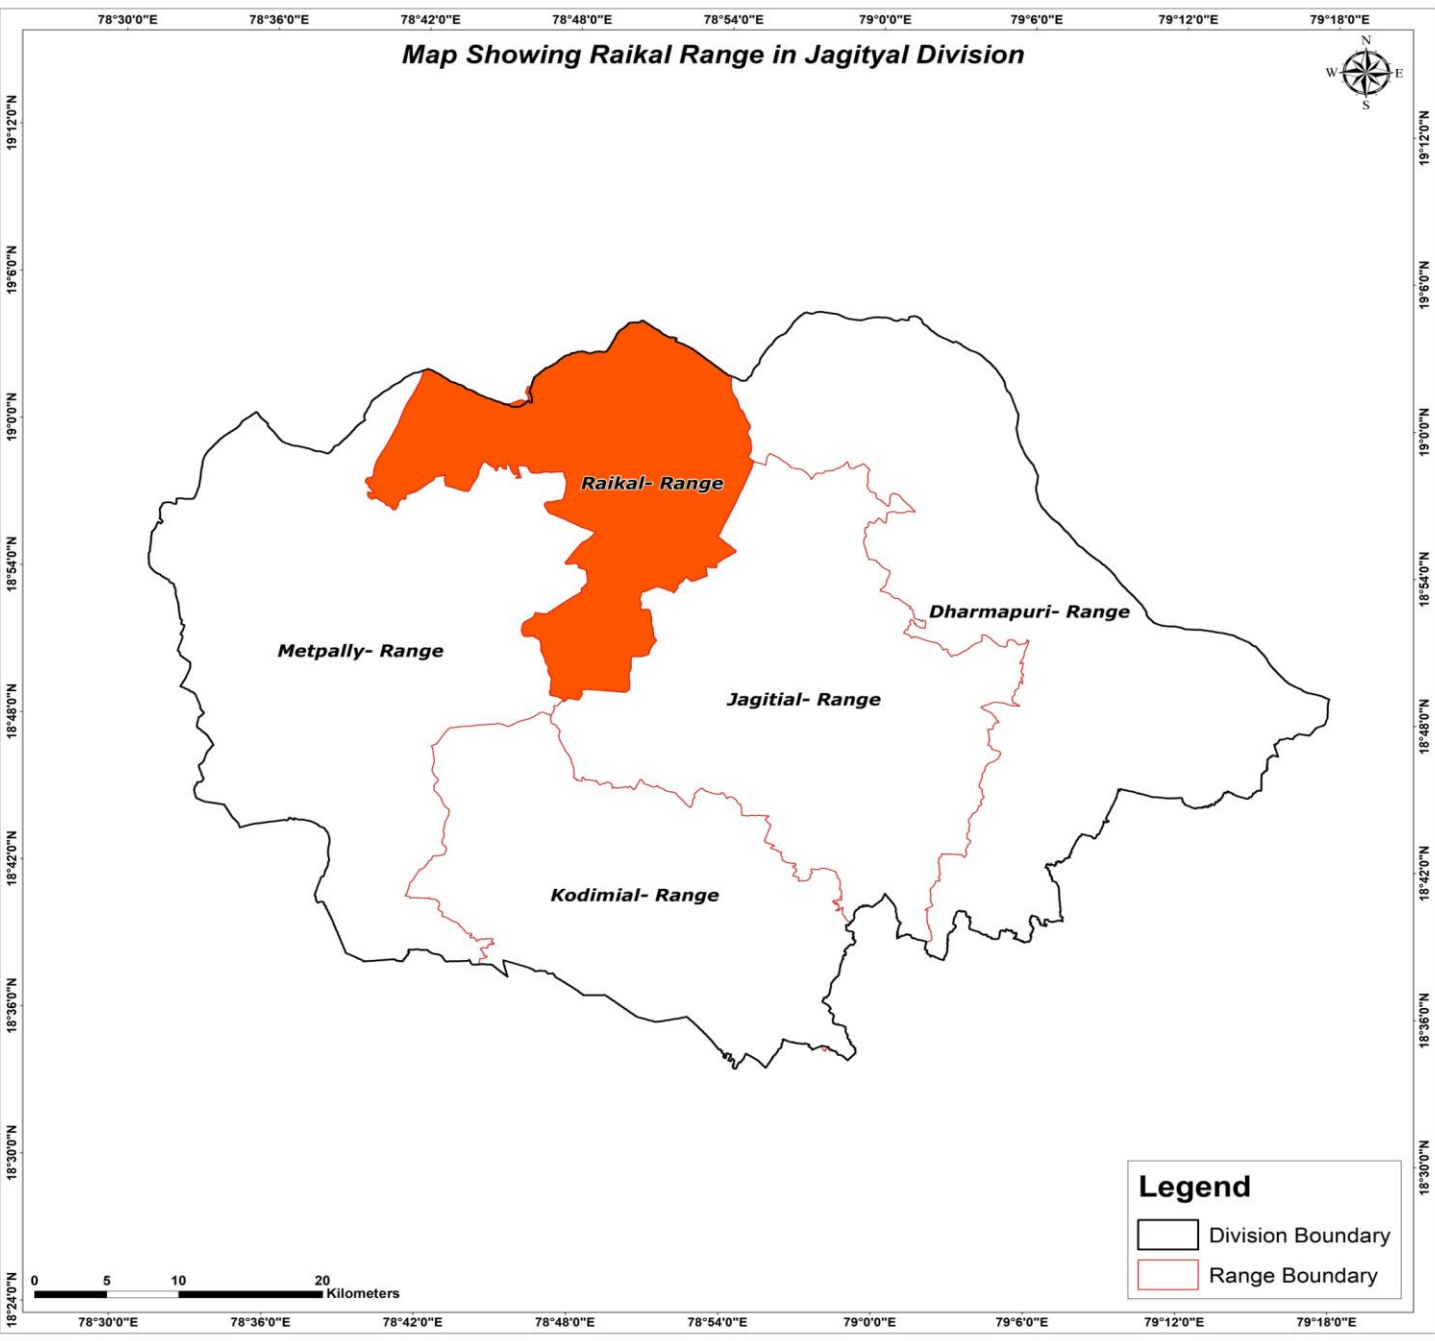 78°30'0"E 78°36'0"E 78°42'0"E 78°48'0"E 78°54'0"E 79°0'0"E 79°6'0"E 79°12'0"E 79°18'0"E
Map Showing Raikal Range in Jagityal Division
N
W E
S
19°12'0"N 19°12'0"N
19°6'0"N 19°6'0"N
19°0'0"N 19°0'0"N
Raikal- Range
18°54'0"N 18°54'0"N
Dharmapuri- Range
Metpally- Range
Jagitial- Range
18°48'0"N 18°48'0"N
18°42'0"N 18°42'0"N
Kodimial- Range
18°36'0"N 18°36'0"N
18°30'0"N 18°30'0"N
Legend
Division Boundary
Range Boundary
0 5 10 20
Kilometers
18°24'0"N
78°30'0"E 78°36'0"E 78°42'0"E 78°48'0"E 78°54'0"E 79°0'0"E 79°6'0"E 79°12'0"E 79°18'0"E